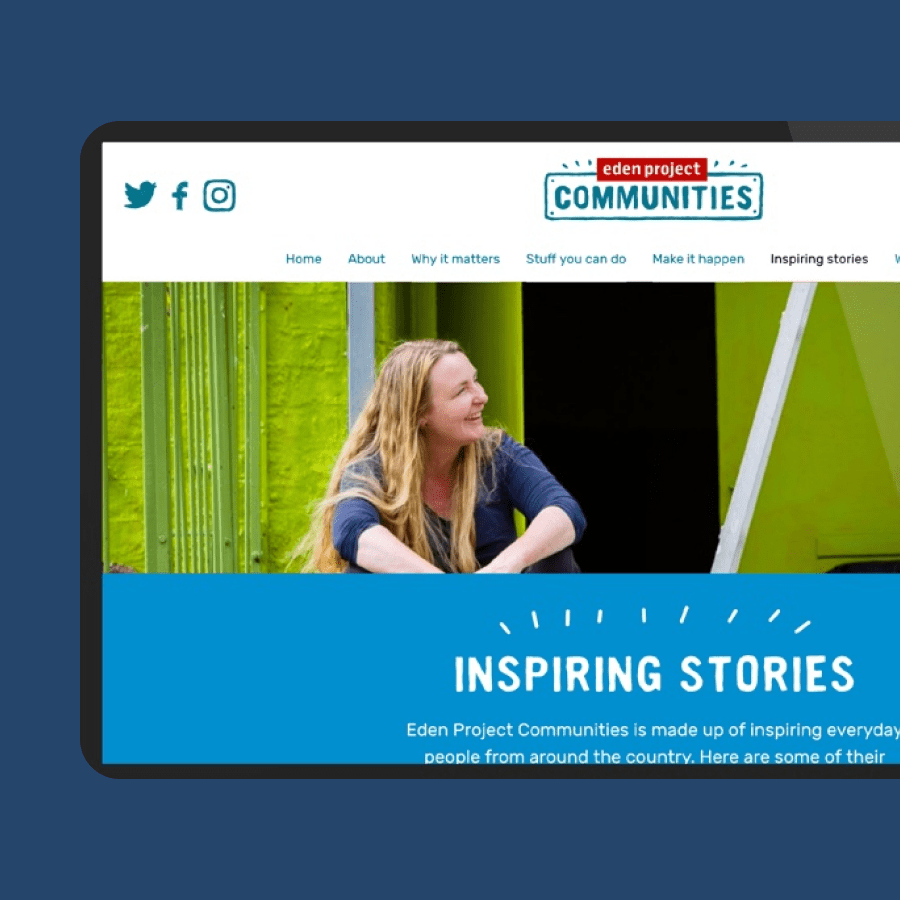 eden project
COMMUNITIES
Home About Why it matters Stuff you can do Make it happen Inspiring stories
INSPIRING STORIES
Eden Project Communities is made up of inspiring everyday
people from around the country. Here are some of their